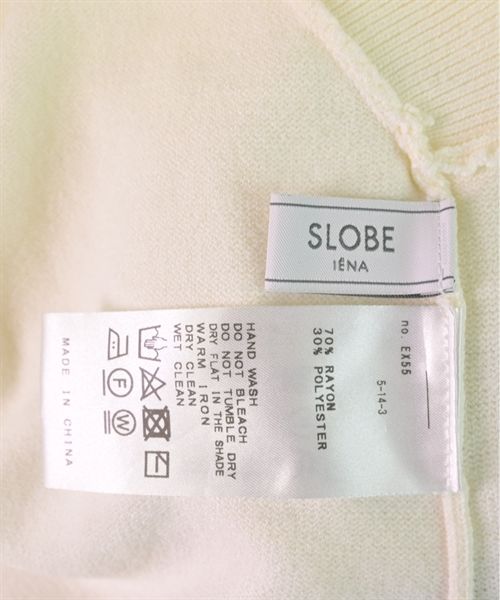 SLOBE
IÉNA
no. EX55
5-14-3
70% RAYON
30% POLYESTER
HAND WASH
DO NOT BLEACH
DO NOT TUMBLE DRY
DRY FLAT IN THE SHADE
WARM IRON
DRY CLEAN
WET CLEAN
F
W
MADE IN CHINA